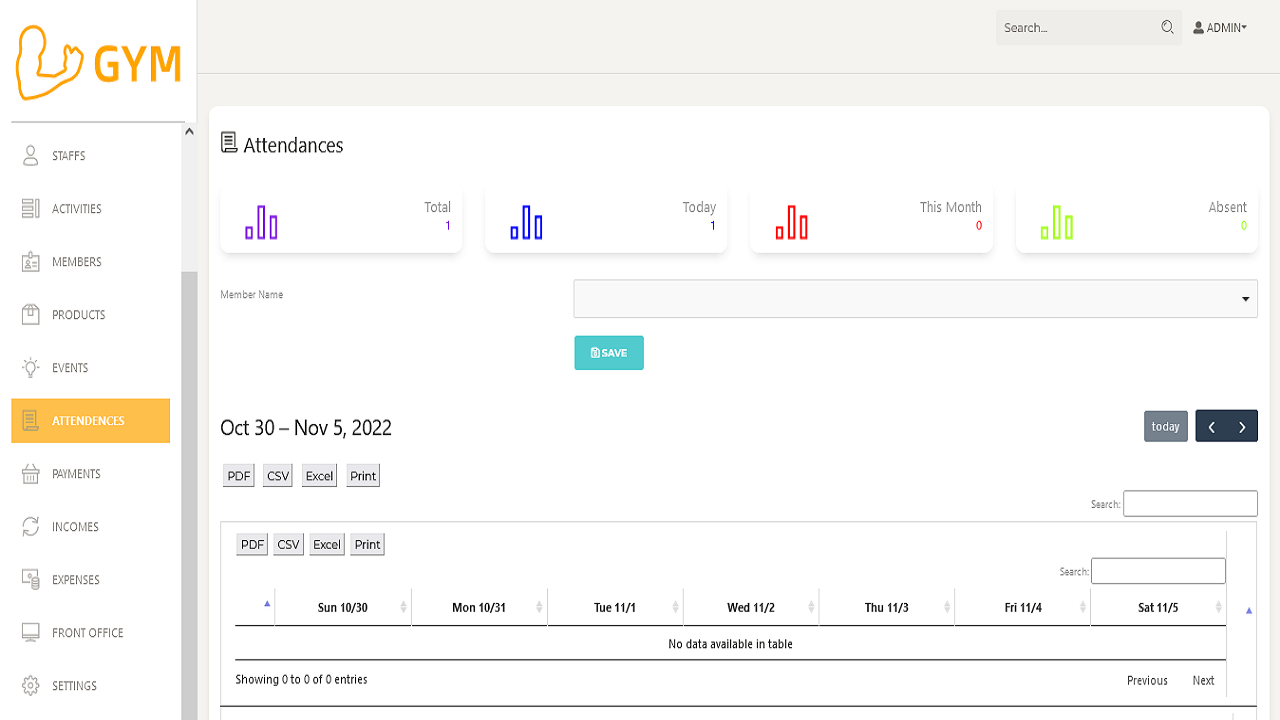 GYM
Search...
ADMIN
STAFFS
ACTIVITIES
MEMBERS
PRODUCTS
EVENTS
ATTENDENCES
PAYMENTS
INCOMES
EXPENSES
FRONT OFFICE
SETTINGS
Attendances
Total
1
Today
1
This Month
0
Absent
0
Member Name
SAVE
Oct 30 – Nov 5, 2022
today
PDF CSV Excel Print
Search:
PDF CSV Excel Print
Search:
Sun 10/30 Mon 10/31 Tue 11/1 Wed 11/2 Thu 11/3 Fri 11/4 Sat 11/5
No data available in table
Showing 0 to 0 of 0 entries
Previous Next